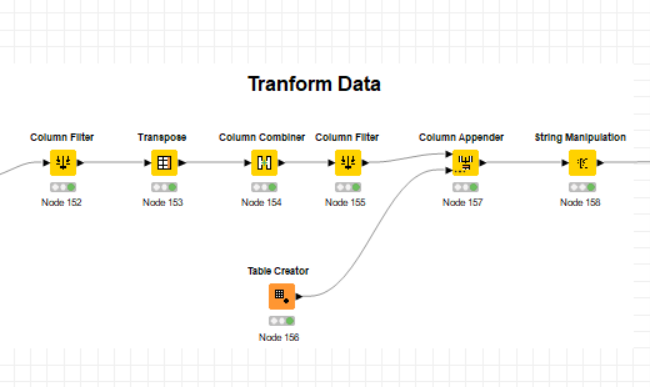 Tranform Data
Column Filter
Transpose
Column Combiner
Column Filter
Column Appender
String Manipulation
Node 152
Node 153
Node 154
Node 155
Node 157
Node 158
Table Creator
Node 156